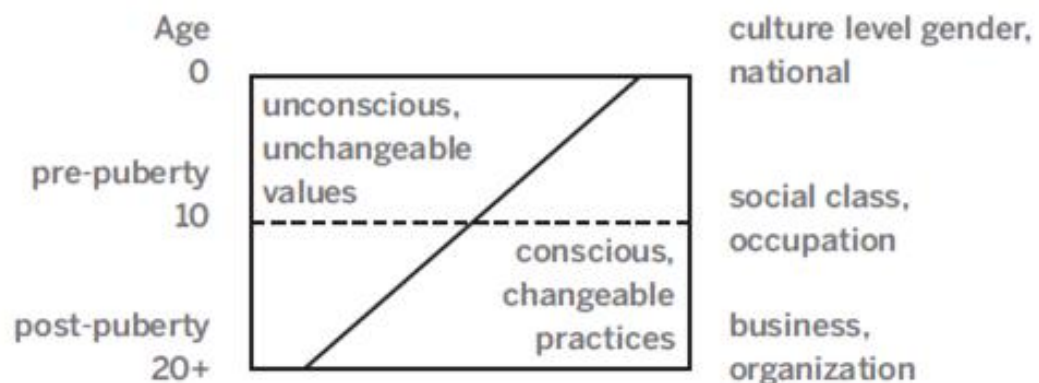 Age
0
pre-puberty
10
post-puberty
20+
unconscious,
unchangeable
values
conscious,
changeable
practices
culture level gender,
national
social class,
occupation
business,
organization